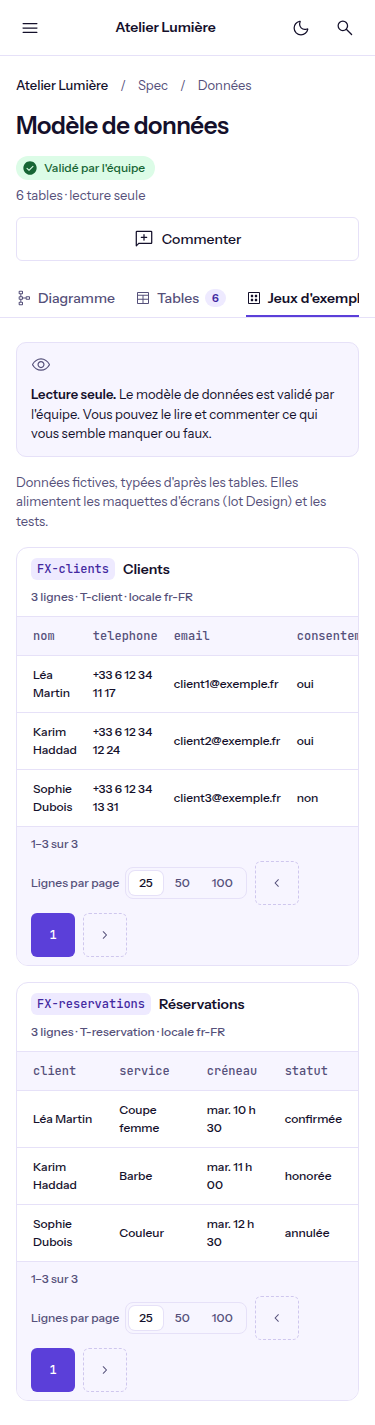 Atelier Lumière
Atelier Lumière / Spec / Données
Modèle de données
Validé par l'équipe
6 tables · lecture seule
Commenter
Diagramme Tables 6 Jeux d'exempl
Lecture seule. Le modèle de données est validé par
l'équipe. Vous pouvez le lire et commenter ce qui
vous semble manquer ou faux.
Données fictives, typées d'après les tables. Elles
alimentent les maquettes d'écrans (lot Design) et les
tests.
FX-clients Clients
3 lignes · T-client · locale fr-FR
nom telephone email consentem
Léa
Martin
+33 6 12 34
11 17
client1@exemple.fr oui
Karim
Haddad
+33 6 12 34
12 24
client2@exemple.fr oui
Sophie
Dubois
+33 6 12 34
13 31
client3@exemple.fr non
1–3 sur 3
Lignes par page 25 50 100
1
FX-reservations Réservations
3 lignes · T-reservation · locale fr-FR
client service créneau statut
Léa Martin
Coupe
femme
mar. 10 h
30
confirmée
Karim
Haddad
Barbe
mar. 11 h
00
honorée
Sophie
Dubois
Couleur
mar. 12 h
30
annulée
1–3 sur 3
Lignes par page 25 50 100
1